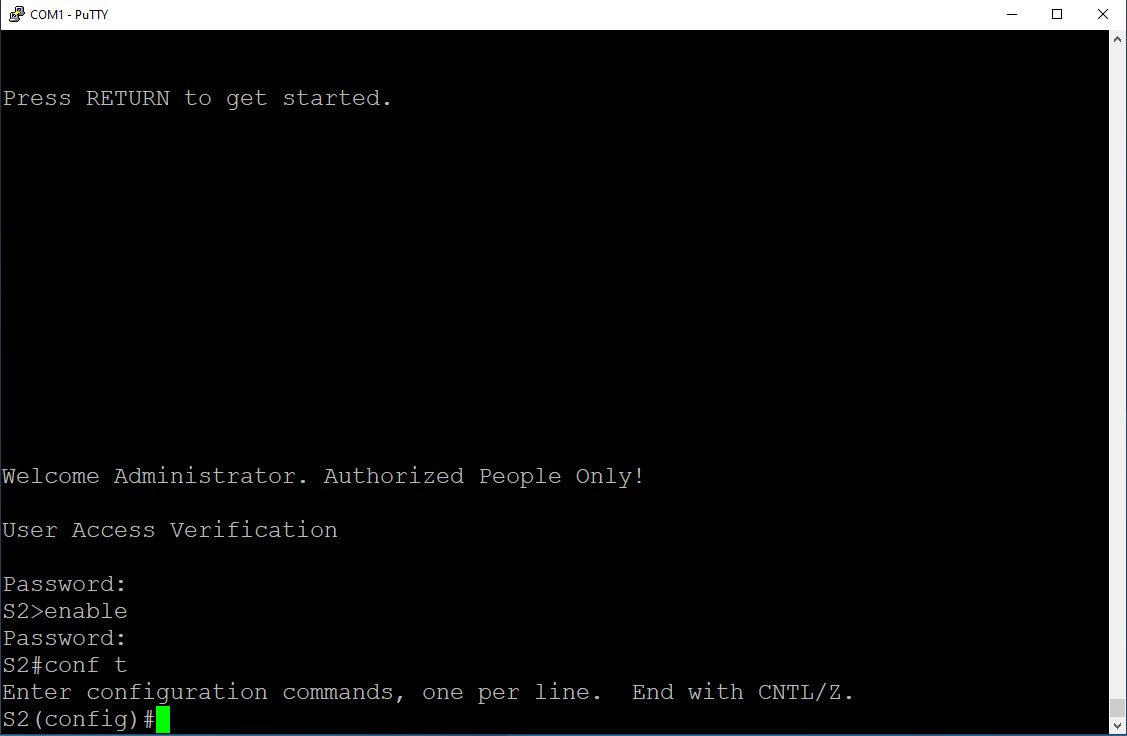 COM1 - PuTTY
Press RETURN to get started.
Welcome Administrator. Authorized People Only!
User Access Verification
Password:
S2>enable
Password:
S2#conf t
Enter configuration commands, one per line.  End with CNTL/Z.
S2(config)#